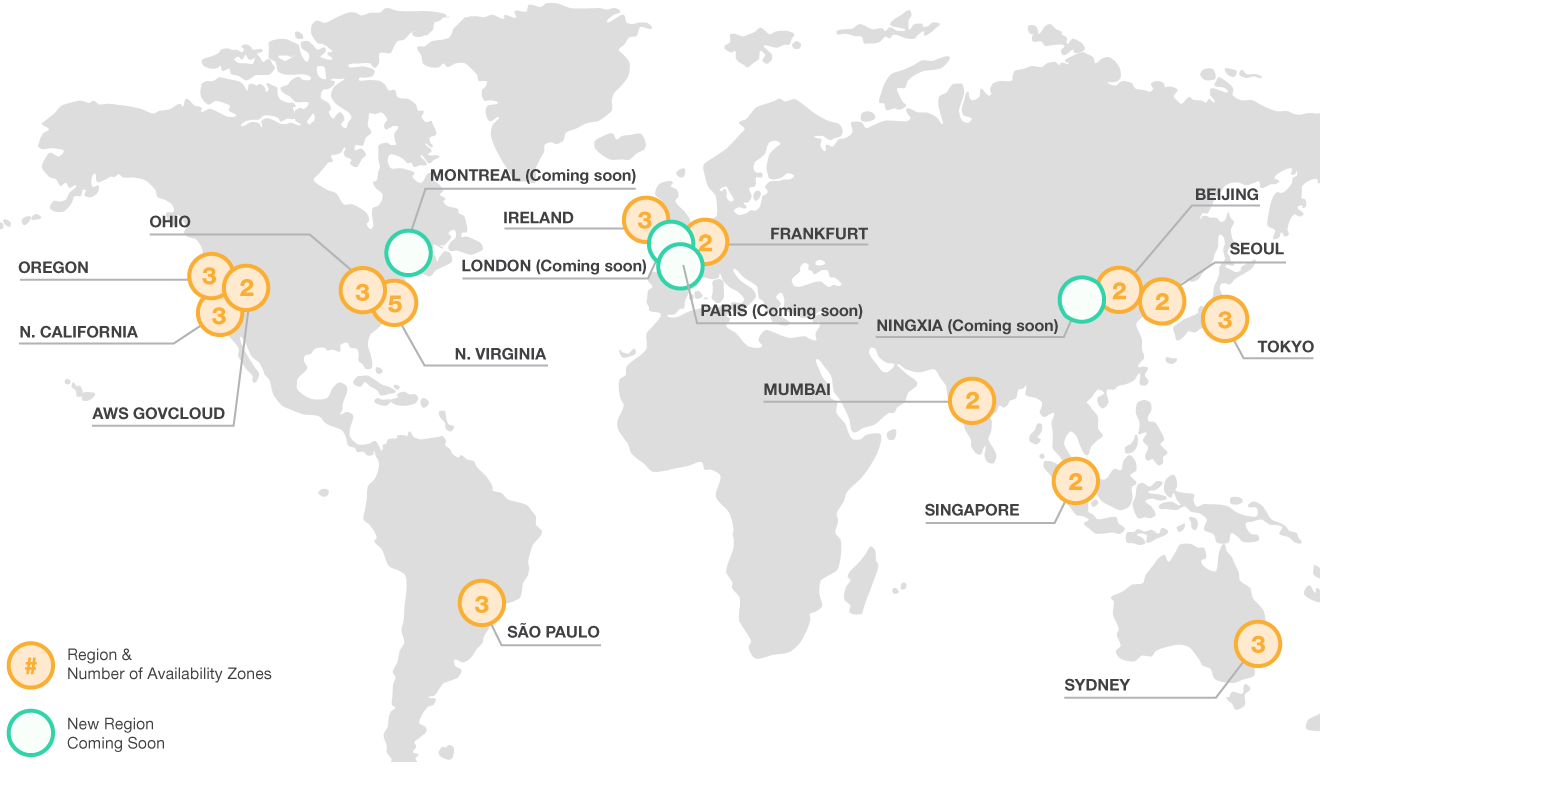 MONTREAL (Coming soon)
BEIJING
IRELAND
3
OHIO
FRANKFURT
2
SEOUL
OREGON
3
2
LONDON (Coming soon)
3
5
3
N. CALIFORNIA
PARIS (Coming soon)
NINGXIA (Coming soon)
2
2
3
TOKYO
N. VIRGINIA
MUMBAI
2
AWS GOVCLOUD
2
SINGAPORE
3
SÃO PAULO
3
SYDNEY
#
Region &
Number of Availability Zones
New Region
Coming Soon